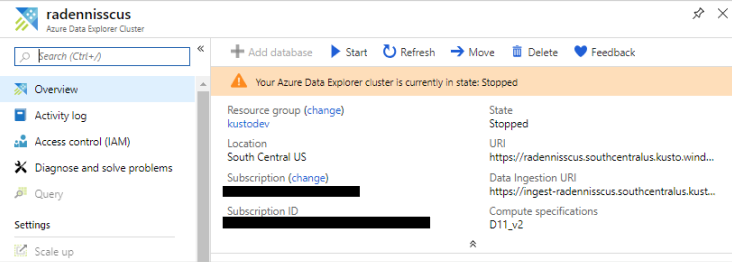 radennisscus
Azure Data Explorer Cluster
Search (Ctrl+/)
Overview
Activity log
Access control (IAM)
Diagnose and solve problems
Query
Settings
Scale up
Add database Start Refresh Move Delete Feedback
Your Azure Data Explorer cluster is currently in state: Stopped
Resource group (change)
kustodev
Location
South Central US
Subscription (change)
Subscription ID
State
Stopped
URI
https://radennisscus.southcentralus.kusto.wind...
Data Ingestion URI
https://ingest-radennisscus.southcentralus.kust...
Compute specifications
D11_v2